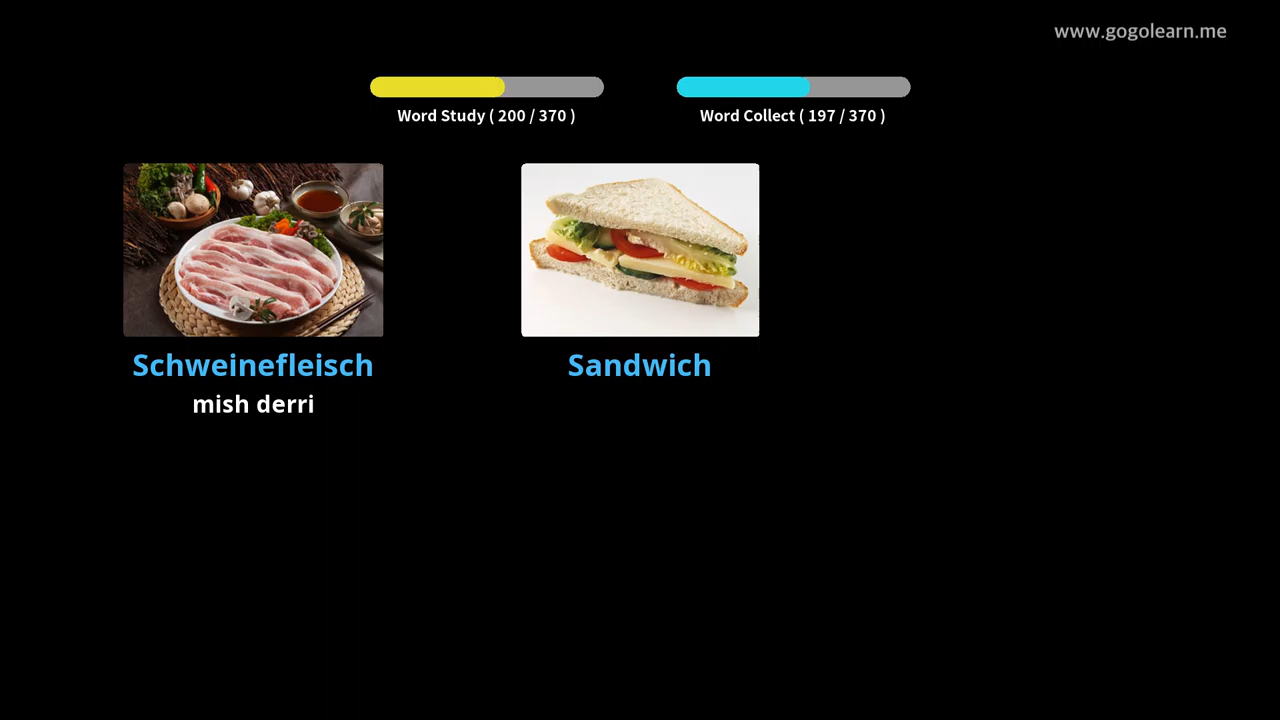 www.gogolearn.me
Word Study ( 200 / 370 )
Word Collect ( 197 / 370 )
Schweinefleisch
mish derri
Sandwich